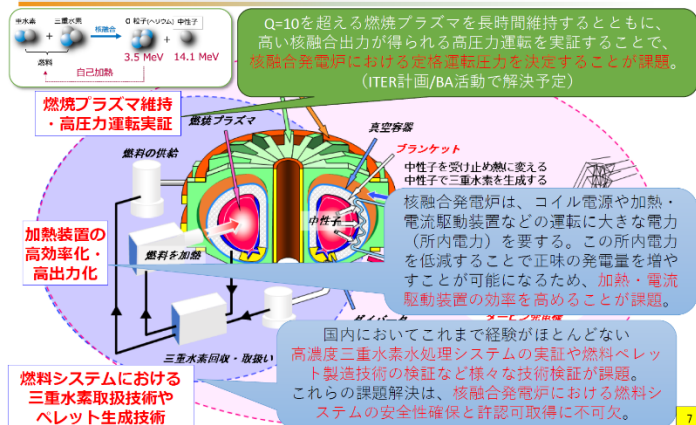 重水素
三重水素
核融合
α 粒子(ヘリウム)
中性子
燃料
3.5 MeV
14.1 MeV
自己加熱
Q=10を超える燃焼プラズマを長時間維持するとともに、
高い核融合出力が得られる高圧力運転を実証することで、
核融合発電炉における定格運転圧力を決定することが課題。
（ITER計画/BA活動で解決予定）
燃焼プラズマ維持
・高圧力運転実証
燃焼プラズマ
真空容器
ブランケット
燃料の供給
中性子を受け止め熱に変える
中性子で三重水素を生成する
中性子
核融合発電炉は、コイル電源や加熱・
電流駆動装置などの運転に大きな電力
（所内電力）を要する。この所内電力
を低減することで正味の発電量を増や
すことが可能になるため、加熱・電流
駆動装置の効率を高めることが課題。
加熱装置の
高効率化・
高出力化
燃料を加熱
三重水素回収・取扱い
国内においてこれまで経験がほとんどない
高濃度三重水素水処理システムの実証や燃料ペレッ
ト製造技術の検証など様々な技術検証が課題。
これらの課題解決は、核融合発電炉における燃料シ
ステムの安全性確保と許認可取得に不可欠。
燃料システムにおける
三重水素取扱技術や
ペレット生成技術
7